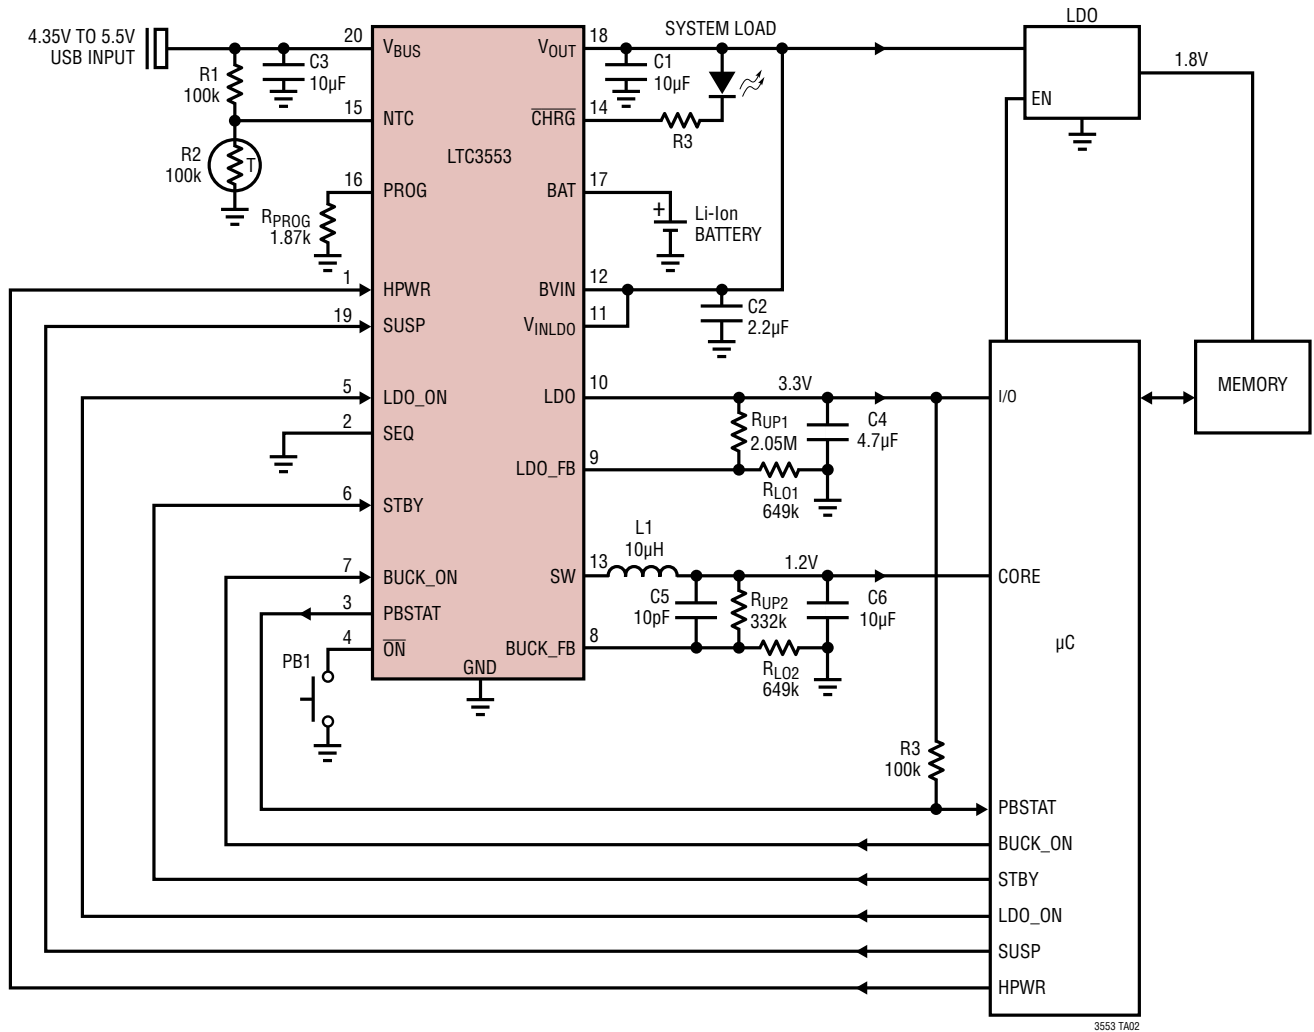 4.35V TO 5.5V
USB INPUT
R1
100k
C3
10µF
R2
100k
T
RPROG
1.87k
20
VBUS
15
NTC
16
PROG
1
HPWR
19
SUSP
5
LDO_ON
2
SEQ
6
STBY
7
BUCK_ON
3
PBSTAT
4
ON
PB1
GND
LTC3553
18
VOUT
14
CHRG
17
BAT
12
BVIN
11
VINLDO
10
LDO
9
LDO_FB
13
SW
8
BUCK_FB
SYSTEM LOAD
C1
10µF
R3
+
Li-Ion
BATTERY
C2
2.2µF
3.3V
RUP1
2.05M
C4
4.7µF
RLO1
649k
L1
10µH
1.2V
C5
10pF
RUP2
332k
C6
10µF
RLO2
649k
R3
100k
LDO
EN
1.8V
MEMORY
I/O
CORE
µC
PBSTAT
BUCK_ON
STBY
LDO_ON
SUSP
HPWR
3553 TA02